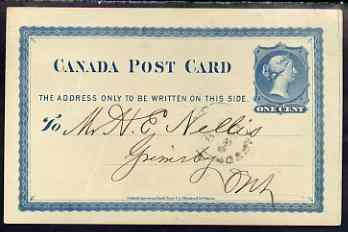 CANADA POST CARD
ONE CENT
THE ADDRESS ONLY TO BE WRITTEN ON THIS SIDE.
To Mr H. E. Nellis
Grimsby
Ont